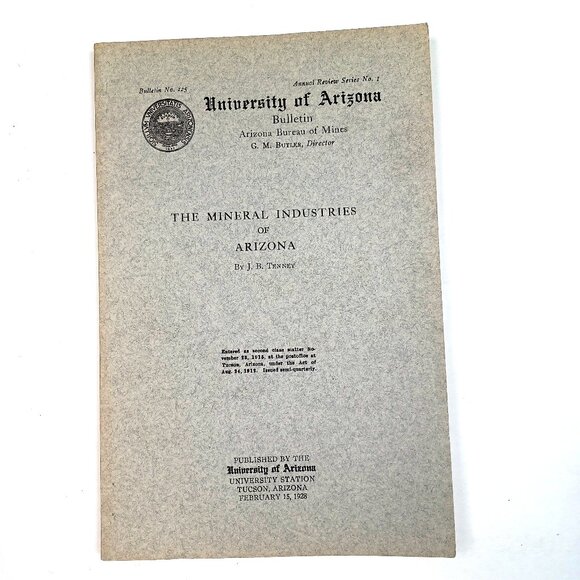 Bulletin No. 125
Annual Review Series No. 1
University of Arizona
Bulletin
Arizona Bureau of Mines
G. M. Butler, Director
THE MINERAL INDUSTRIES
OF
ARIZONA
By J. B. Tenney
Entered as second class matter No-
vember 23, 1915, at the postoffice at
Tucson, Arizona, under the Act of
Aug. 24, 1912. Issued semi-quarterly.
PUBLISHED BY THE
University of Arizona
UNIVERSITY STATION
TUCSON, ARIZONA
FEBRUARY 15, 1928